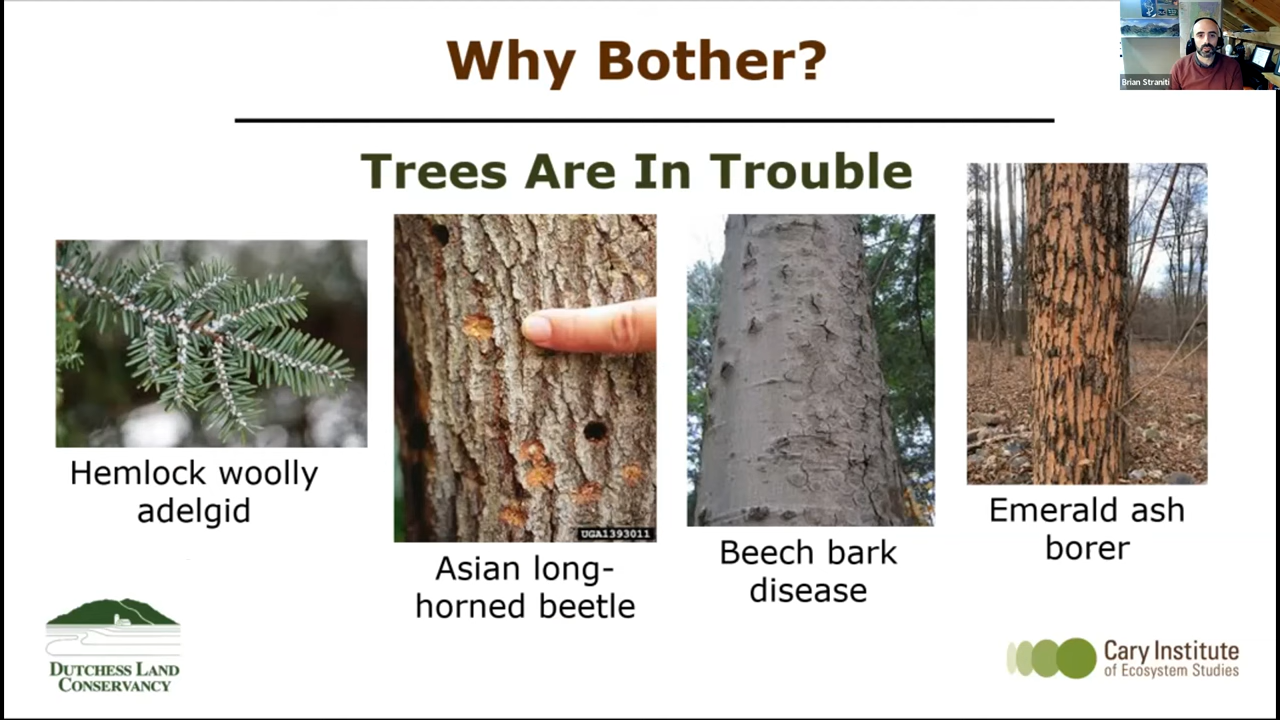 Why Bother?
Brian Straniti
Trees Are In Trouble
UGA1393011
Hemlock woolly
adelgid
Asian long-
horned beetle
Beech bark
disease
Emerald ash
borer
DUTCHESS LAND
CONSERVANCY
Cary Institute
of Ecosystem Studies